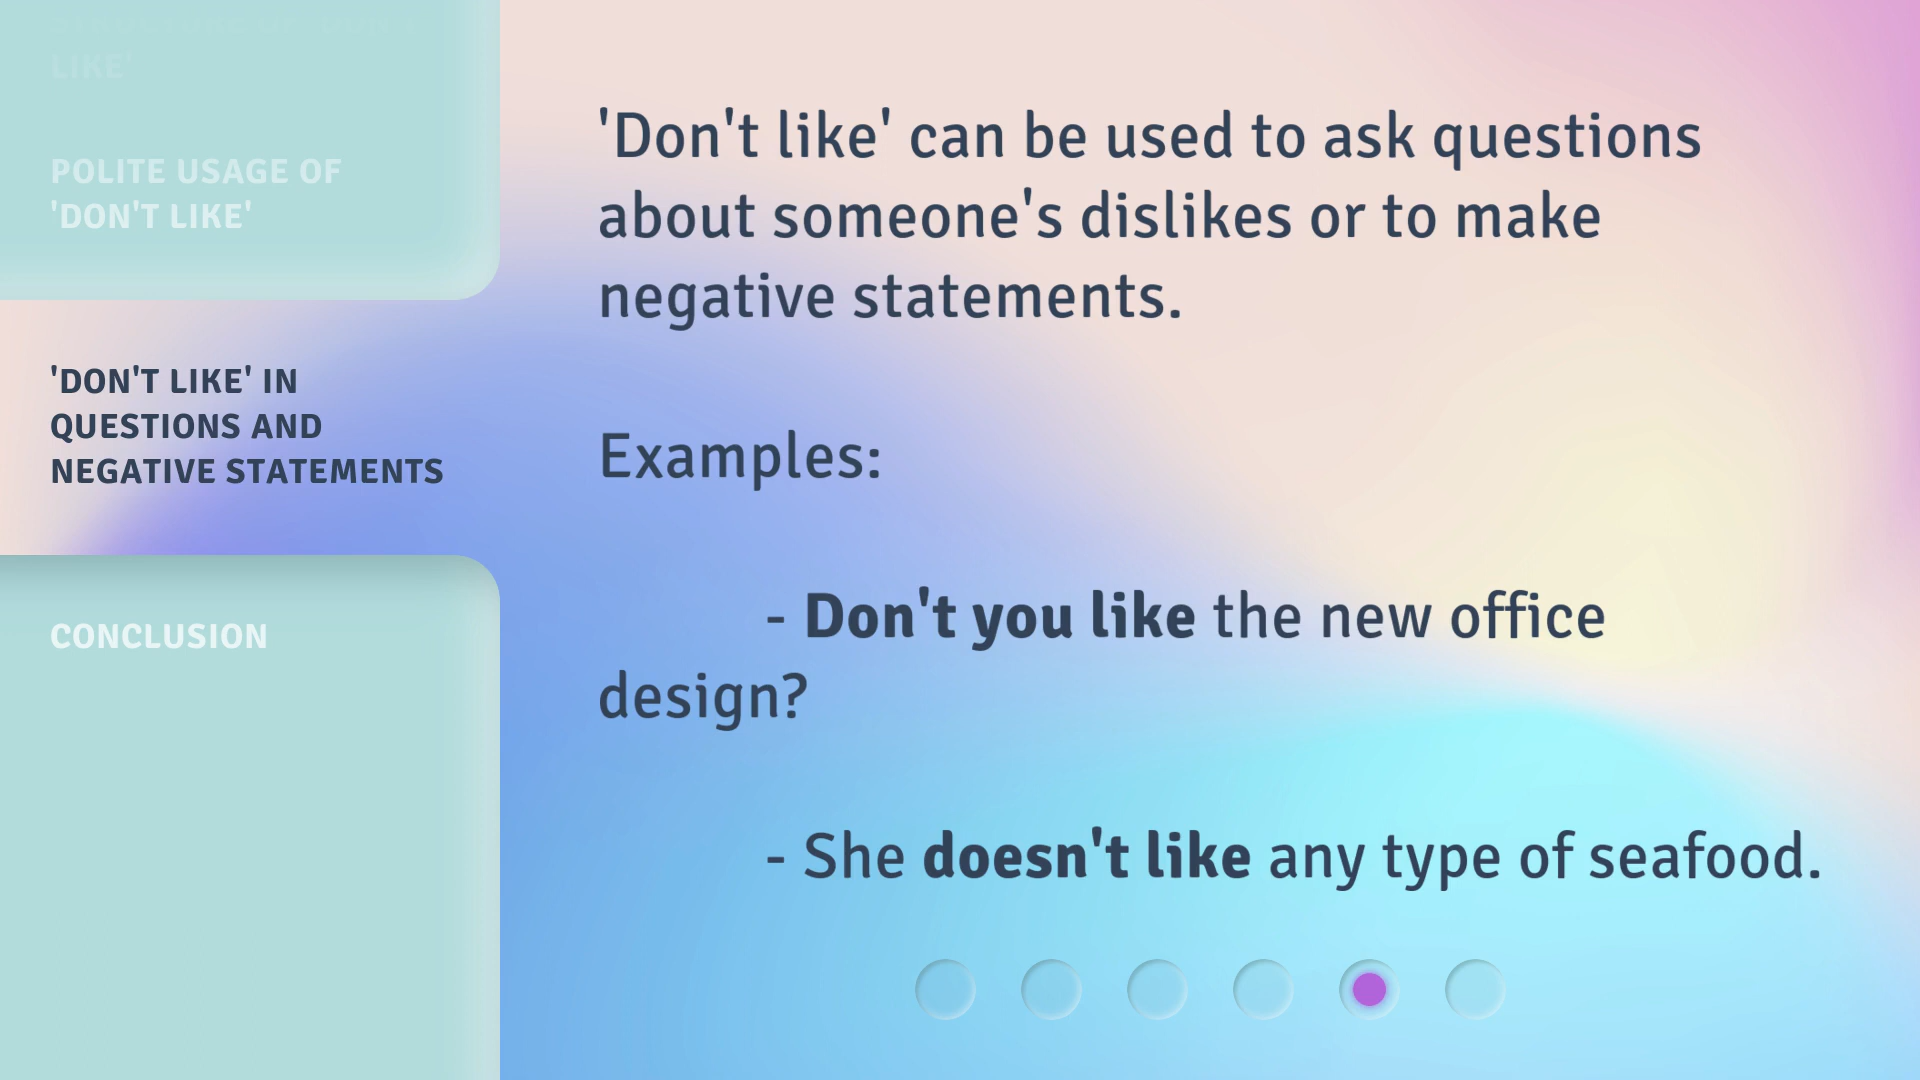 LIKE'
POLITE USAGE OF
'DON'T LIKE'
'DON'T LIKE' IN
QUESTIONS AND
NEGATIVE STATEMENTS
CONCLUSION
'Don't like' can be used to ask questions
about someone's dislikes or to make
negative statements.
Examples:
- Don't you like the new office
design?
- She doesn't like any type of seafood.